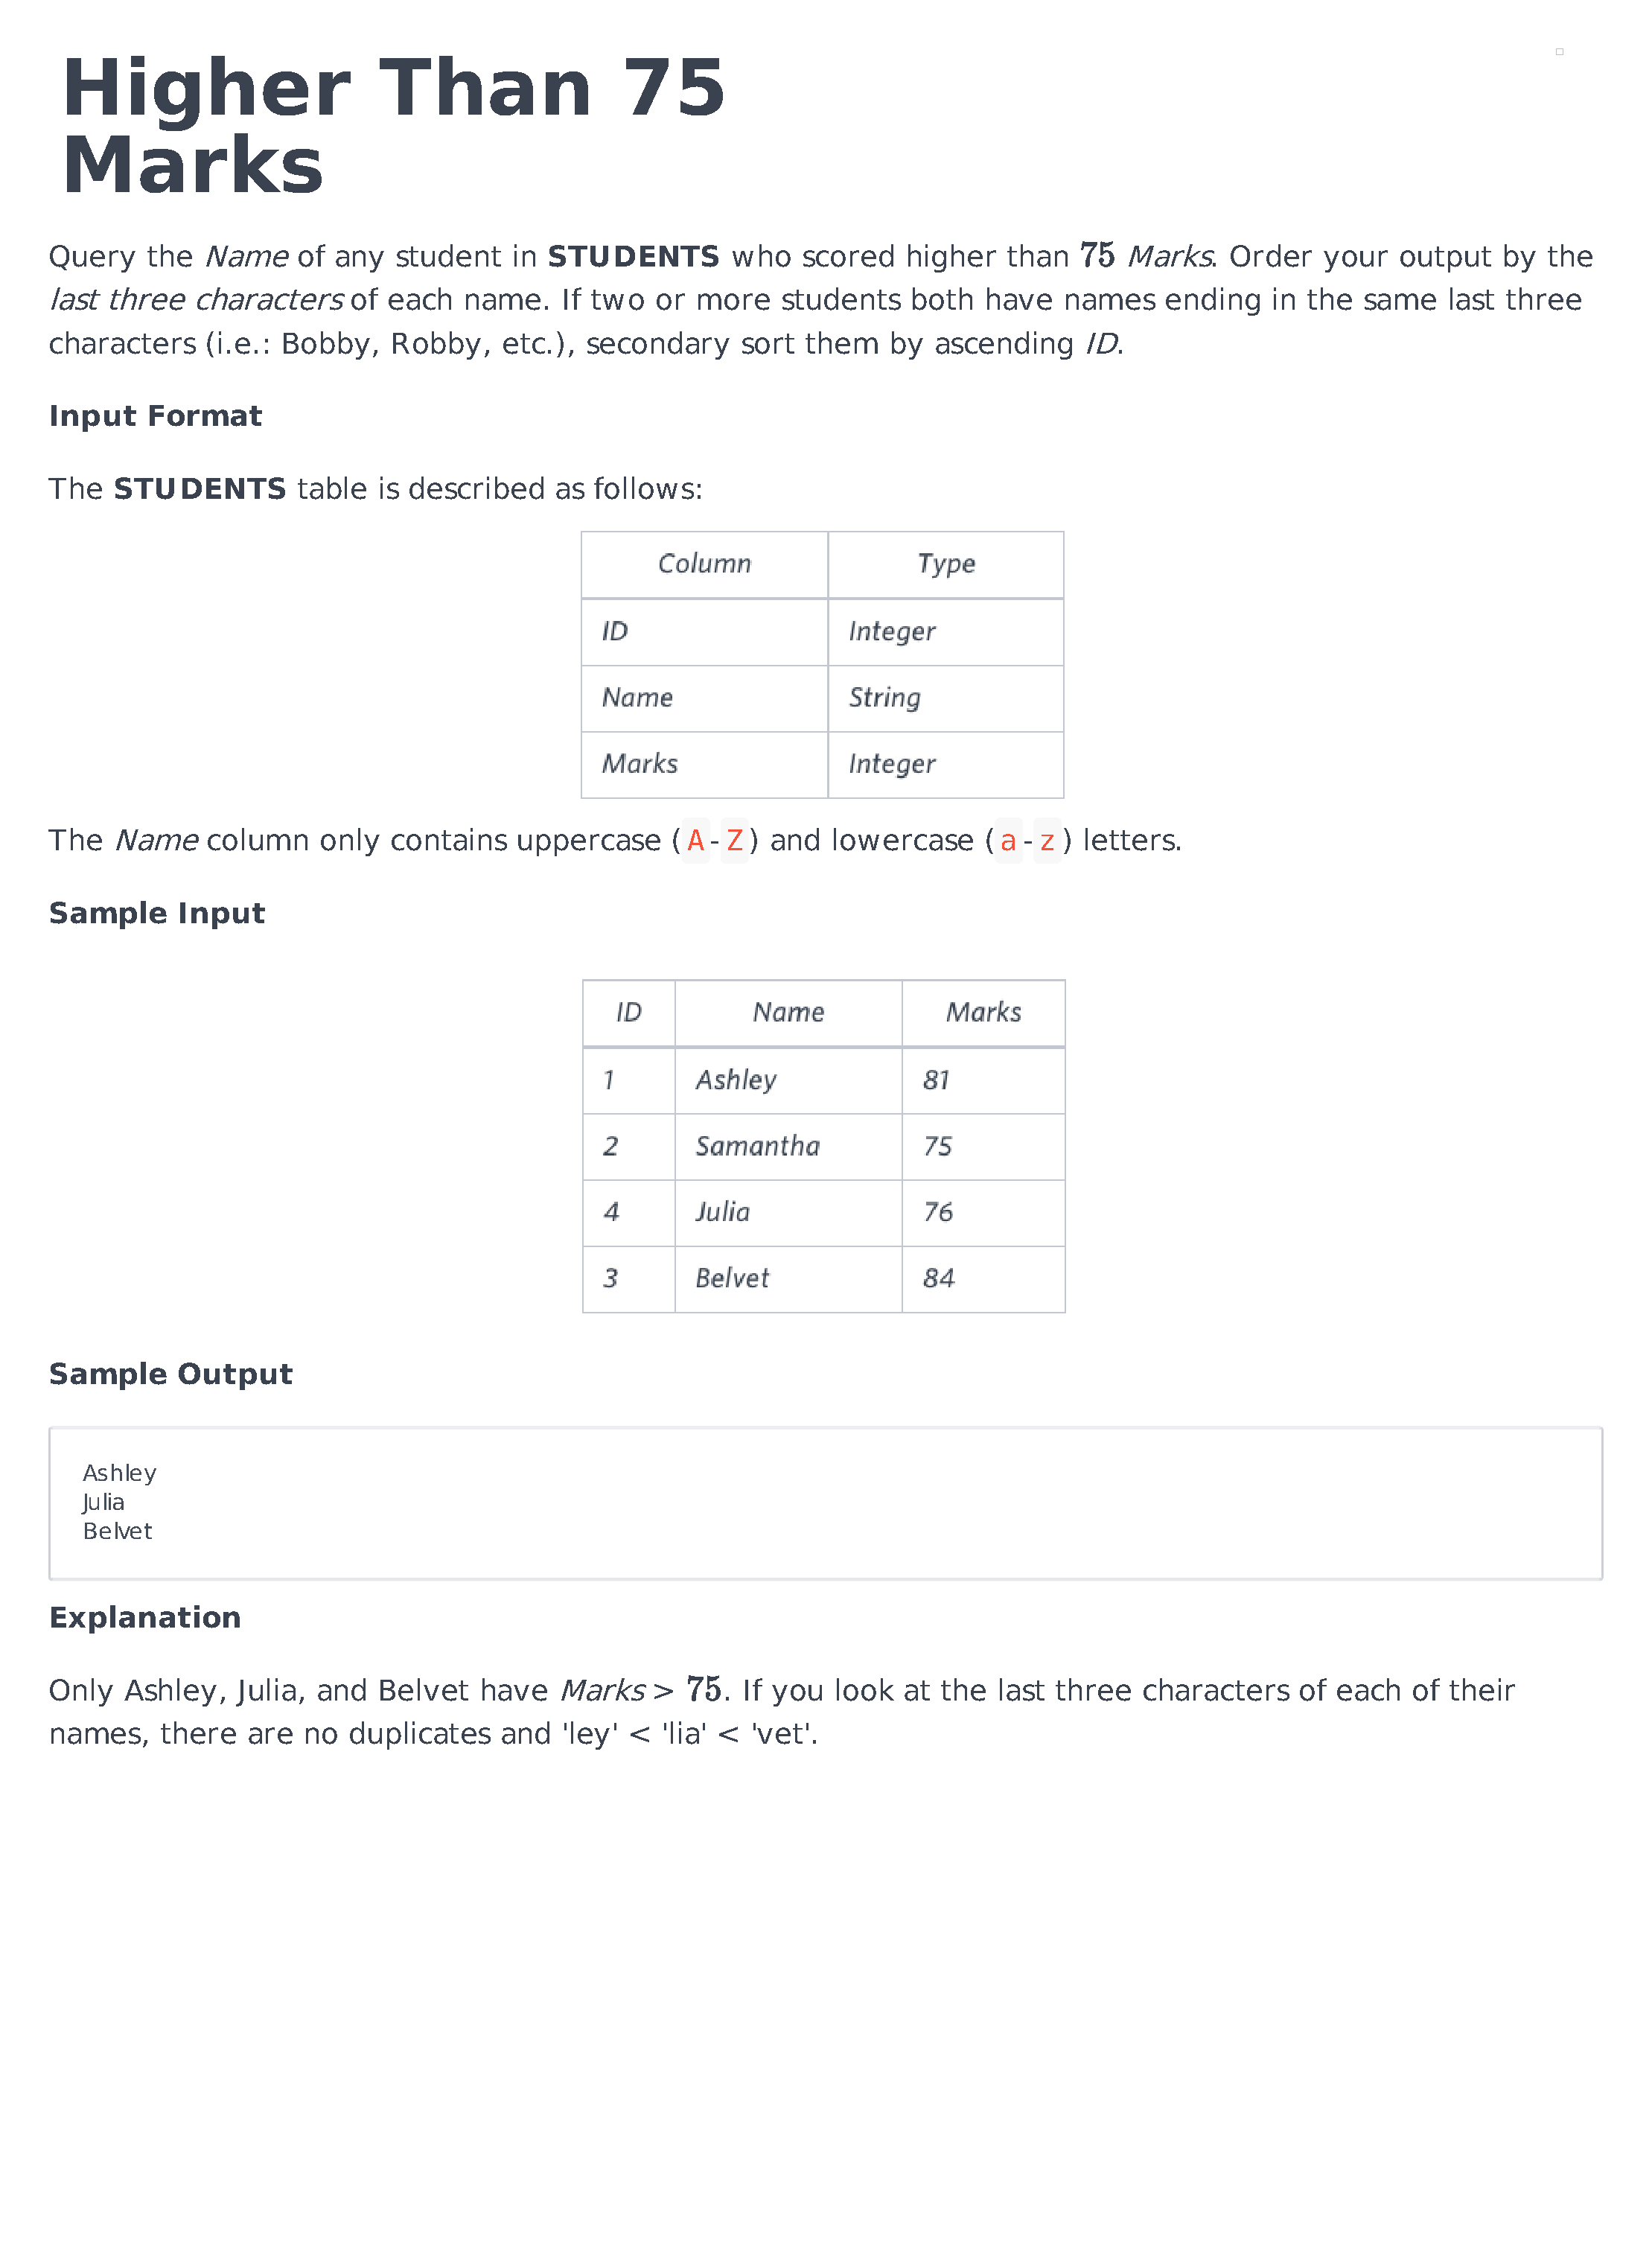 Higher Than 75
Marks
Query the Name of any student in STUDENTS who scored higher than 75 Marks. Order your output by the
last three characters of each name. If two or more students both have names ending in the same last three
characters (i.e.: Bobby, Robby, etc.), secondary sort them by ascending ID.
Input Format
The STUDENTS table is described as follows:
Column Type
ID Integer
Name String
Marks Integer
The Name column only contains uppercase (A-Z) and lowercase (a-z) letters.
Sample Input
ID Name Marks
1 Ashley 81
2 Samantha 75
4 Julia 76
3 Belvet 84
Sample Output
Ashley
Julia
Belvet
Explanation
Only Ashley, Julia, and Belvet have Marks > 75. If you look at the last three characters of each of their
names, there are no duplicates and 'ley' < 'lia' < 'vet'.